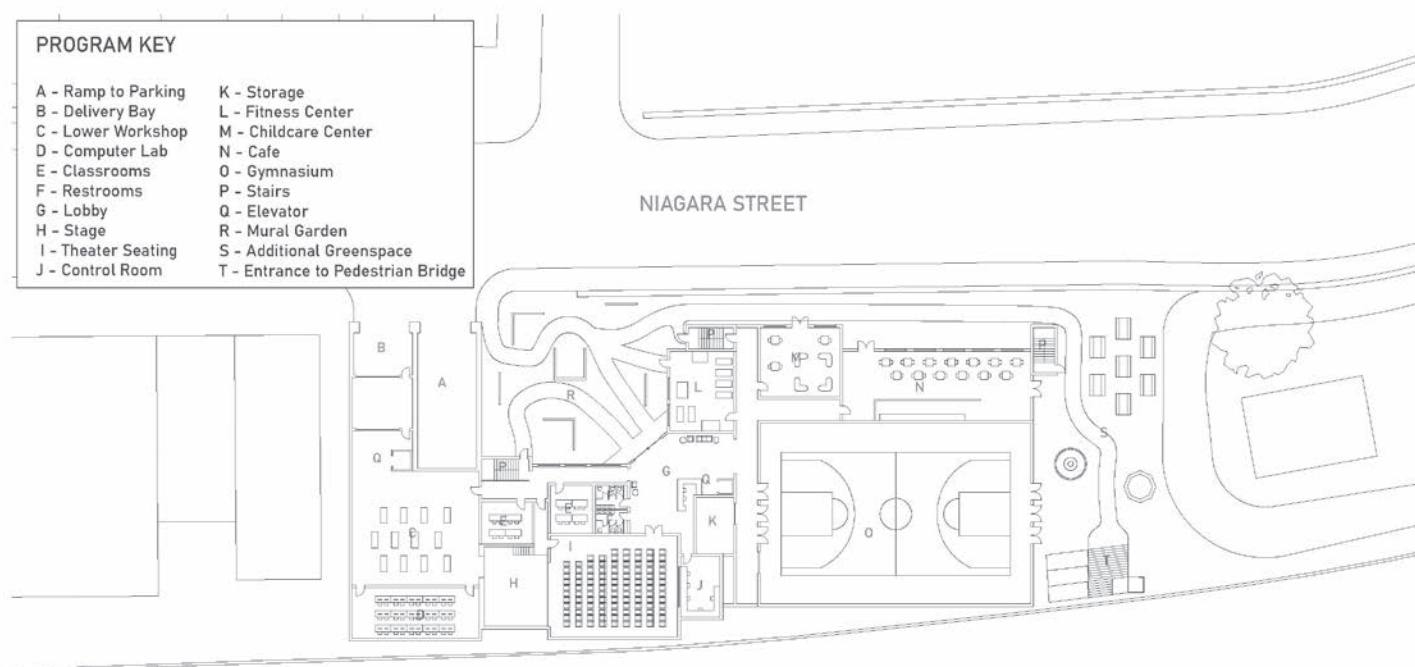 PROGRAM KEY
A - Ramp to Parking
B - Delivery Bay
C - Lower Workshop
D - Computer Lab
E - Classrooms
F - Restrooms
G - Lobby
H - Stage
I - Theater Seating
J - Control Room
K - Storage
L - Fitness Center
M - Childcare Center
N - Cafe
O - Gymnasium
P - Stairs
Q - Elevator
R - Mural Garden
S - Additional Greenspace
T - Entrance to Pedestrian Bridge
NIAGARA STREET
P
P
B
M
A
L
N
R
S
Q
P
G
Q
E
F
K
E
F
C
I
O
H
J
T
D